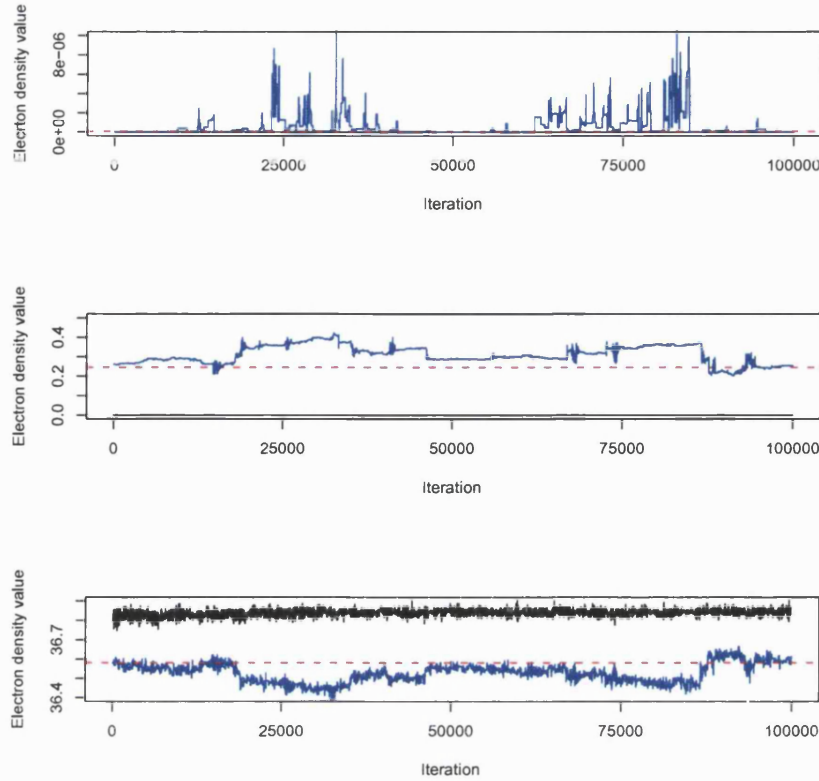 Elecrton density value
8e−06
0e+00
0 25000 50000 75000 100000
Iteration
Electron density value
0.4
0.2
0.0
0 25000 50000 75000 100000
Iteration
Electron density value
36.7
36.4
0 25000 50000 75000 100000
Iteration